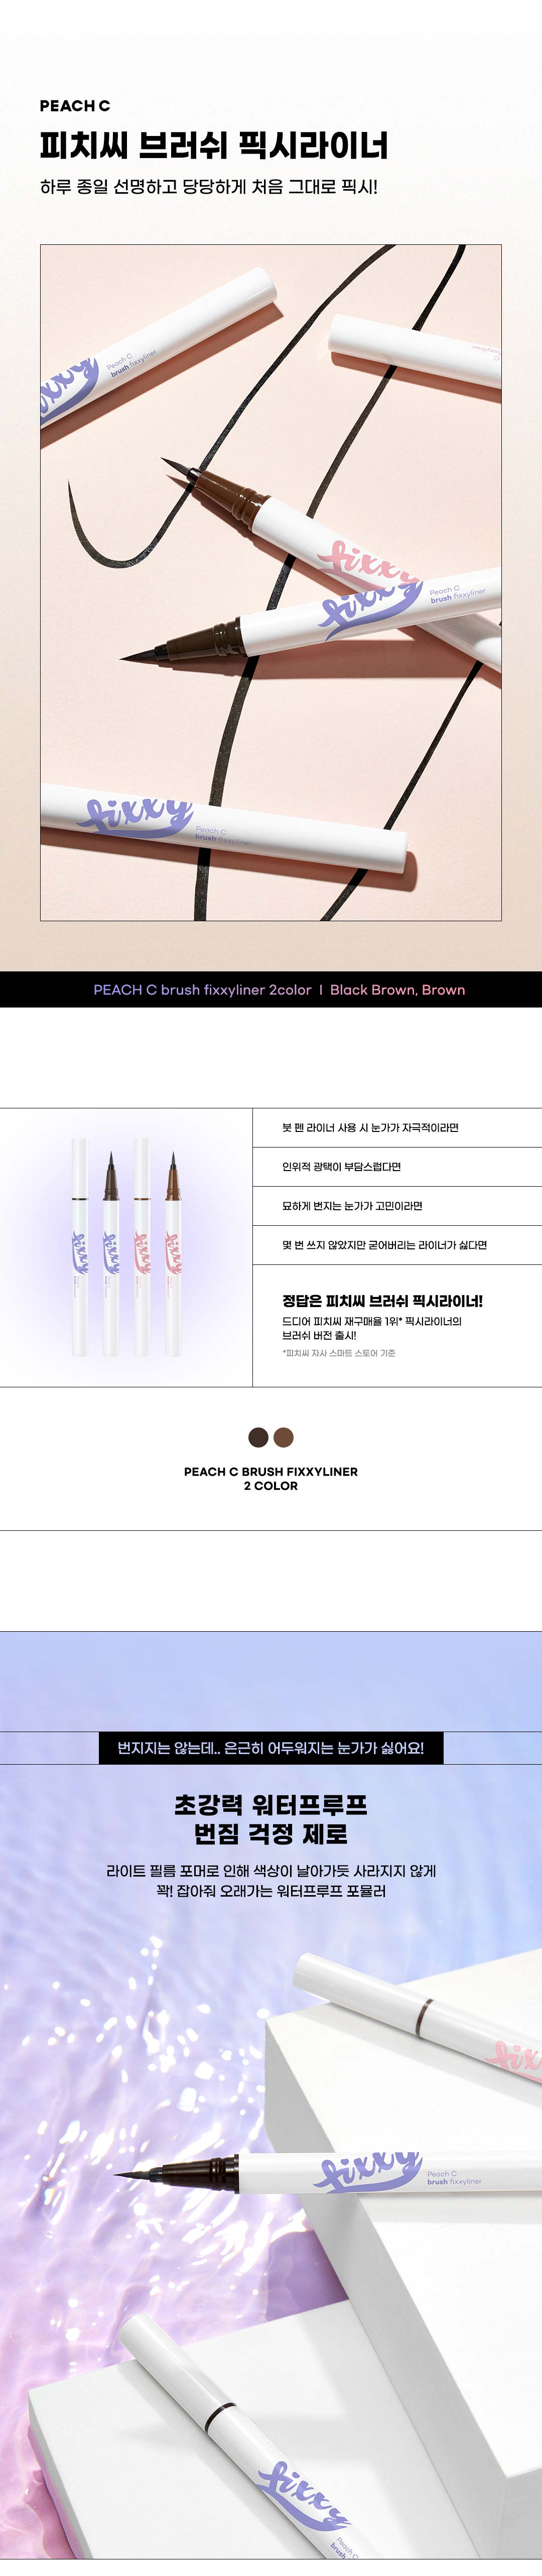 PEACH C
피치씨 브러쉬 픽시라이너
하루 종일 선명하고 당당하게 처음 그대로 픽시!
fixxy
Peach C
brush fixxyliner
fixxy
fixxy
Peach C
brush fixxyliner
fixxy
Peach C
brush fixxyliner
PEACH C brush fixxyliner 2color | Black Brown, Brown
붓 펜 라이너 사용 시 눈가가 자극적이라면
인위적 광택이 부담스럽다면
묘하게 번지는 눈가가 고민이라면
몇 번 쓰지 않았지만 굳어버리는 라이너가 싫다면
fixxy
fixxy
fixxy
fixxy
정답은 피치씨 브러쉬 픽시라이너!
드디어 피치씨 재구매율 1위* 픽시라이너의
브러쉬 버전 출시!
*피치씨 자사 스마트 스토어 기준
PEACH C BRUSH FIXXYLINER
2 COLOR
번지지는 않는데.. 은근히 어두워지는 눈가가 싫어요!
초강력 워터프루프
번짐 걱정 제로
라이트 필름 포머로 인해 색상이 날아가듯 사라지지 않게
꽉! 잡아줘 오래가는 워터프루프 포뮬러
fixxy
Peach C
brush fixxyliner
fixxy
Peach C